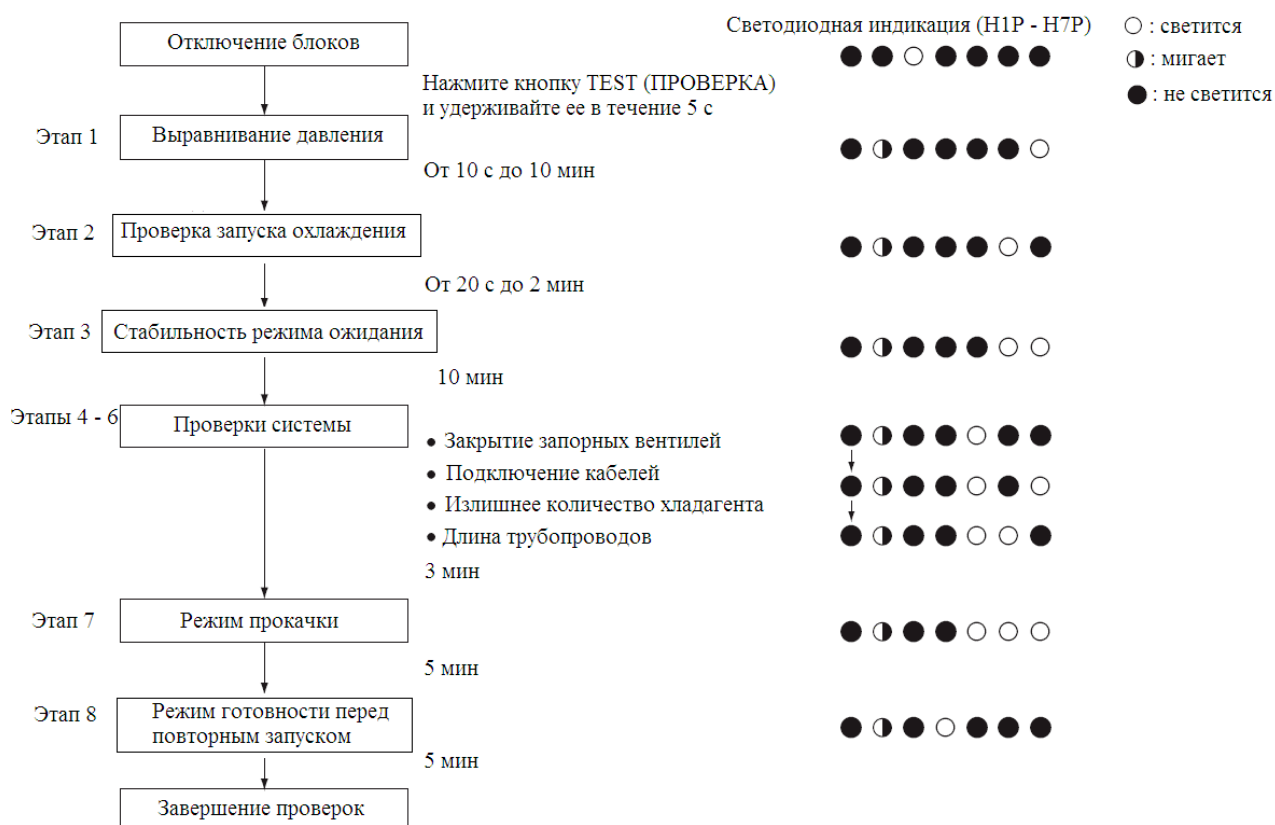 Светодиодная индикация (H1P - H7P)
: светится
: мигает
: не светится
Отключение блоков
Нажмите кнопку TEST (ПРОВЕРКА)
и удерживайте ее в течение 5 с
Этап 1
Выравнивание давления
От 10 с до 10 мин
Этап 2
Проверка запуска охлаждения
От 20 с до 2 мин
Этап 3
Стабильность режима ожидания
10 мин
Этапы 4 - 6
Проверки системы
• Закрытие запорных вентилей
• Подключение кабелей
• Излишнее количество хладагента
• Длина трубопроводов
3 мин
Этап 7
Режим прокачки
5 мин
Этап 8
Режим готовности перед
повторным запуском
5 мин
Завершение проверок